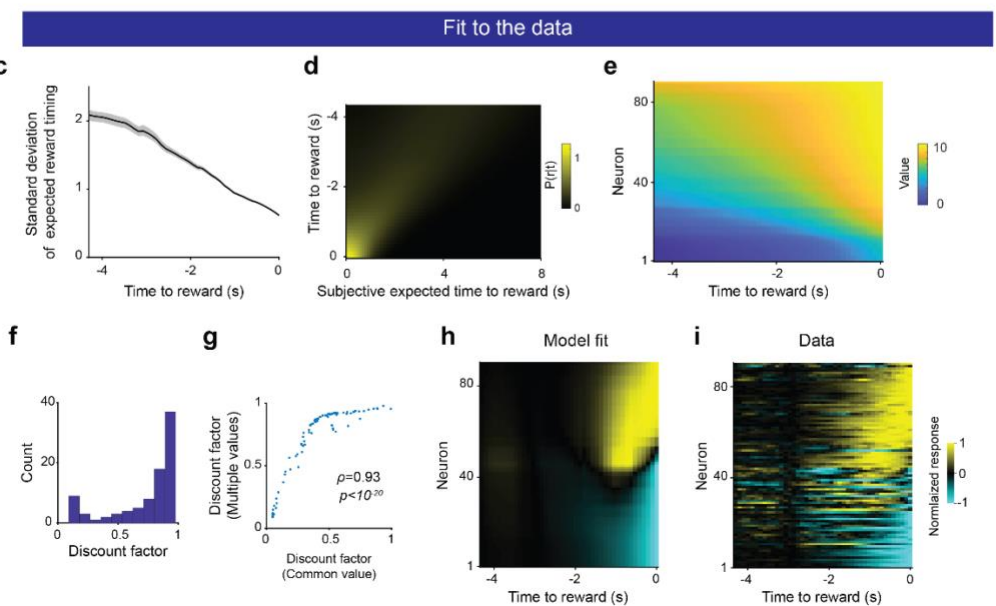 Fit to the data
c
Standard deviation
of expected reward timing
2
1
0
-4
-2
0
Time to reward (s)
d
Time to reward (s)
-4
-2
0
0
4
8
Subjective expected time to reward (s)
P(r|t)
1
0
e
Neuron
80
40
1
-4
-2
0
Time to reward (s)
Value
10
0
f
Count
40
20
0
0
0.5
1
Discount factor
g
Discount factor
(Multiple values)
1
0.5
0
0
0.5
1
ρ=0.93
p<10-20
Discount factor
(Common value)
h
Model fit
Neuron
80
40
1
-4
-2
0
Time to reward (s)
i
Data
Neuron
80
40
1
-4
-2
0
Time to reward (s)
Normlaized response
1
0
-1